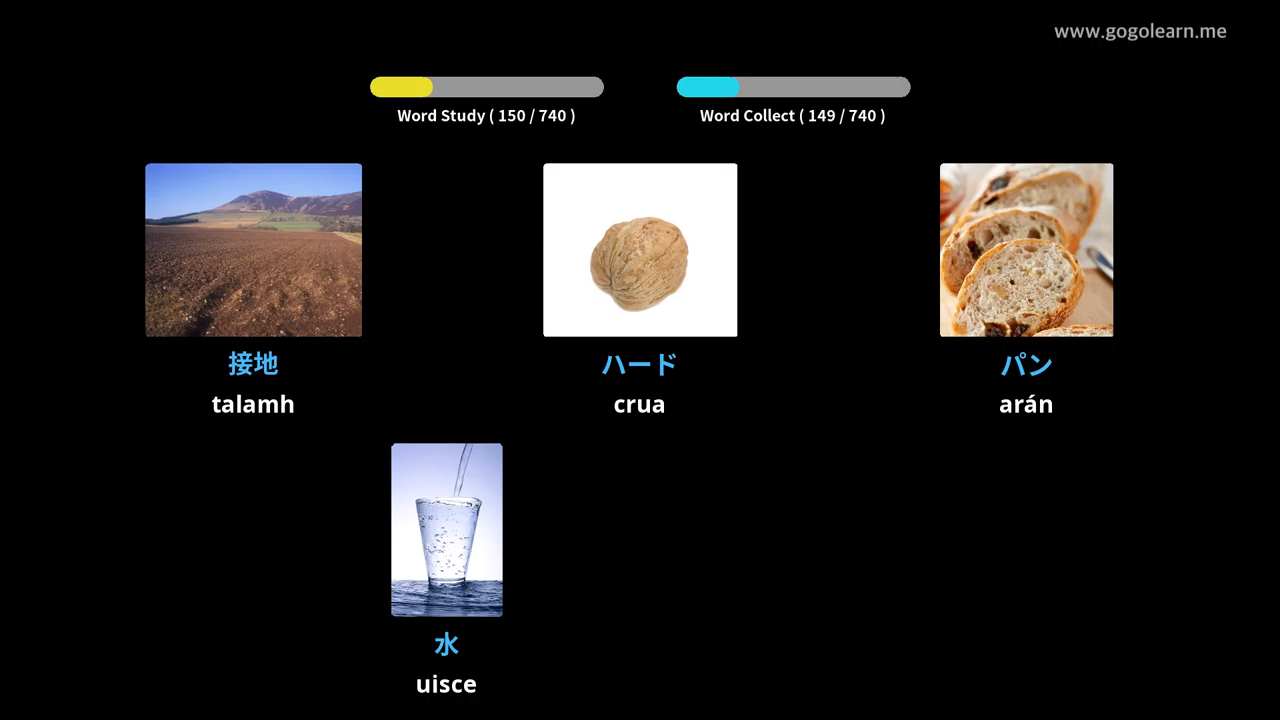 www.gogolearn.me
Word Study ( 150 / 740 )
Word Collect ( 149 / 740 )
接地
talamh
ハード
crua
パン
arán
水
uisce